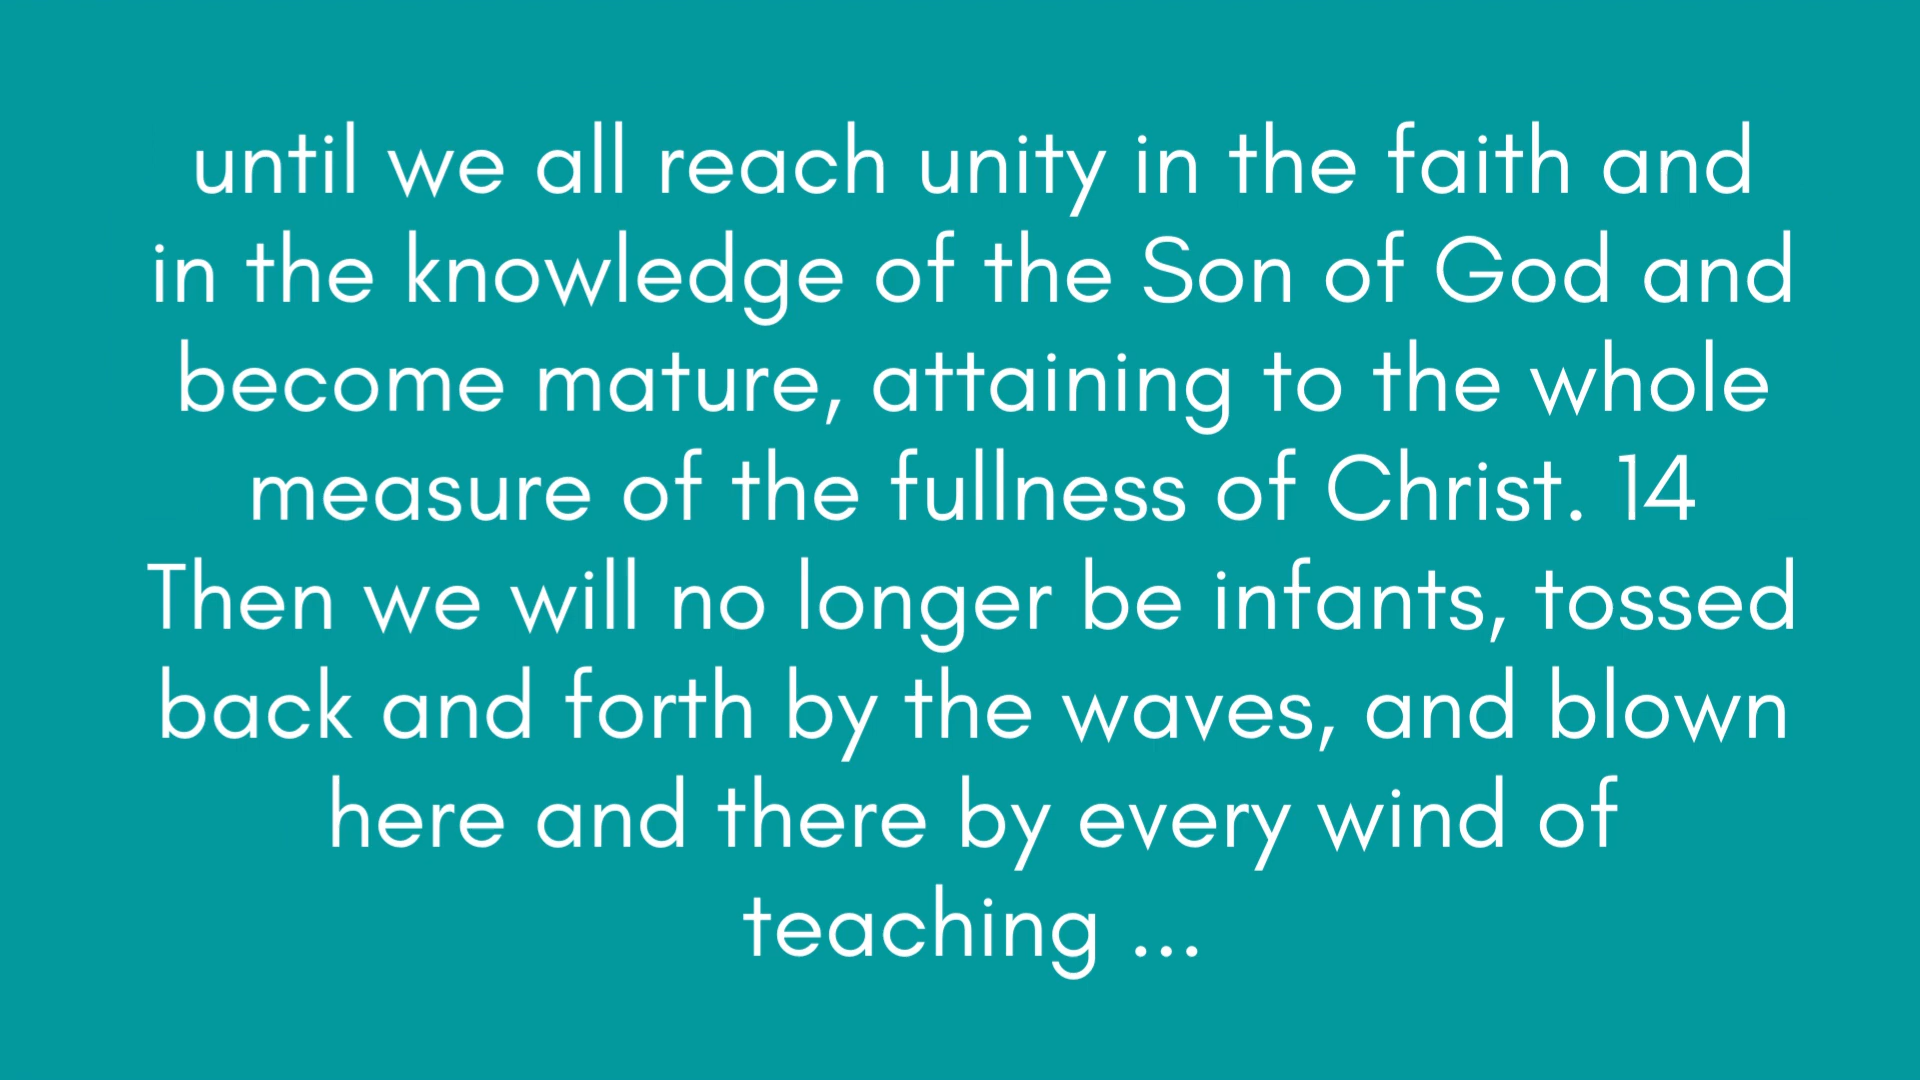 until we all reach unity in the faith and
in the knowledge of the Son of God and
become mature, attaining to the whole
measure of the fullness of Christ. 14
Then we will no longer be infants, tossed
back and forth by the waves, and blown
here and there by every wind of
teaching ...